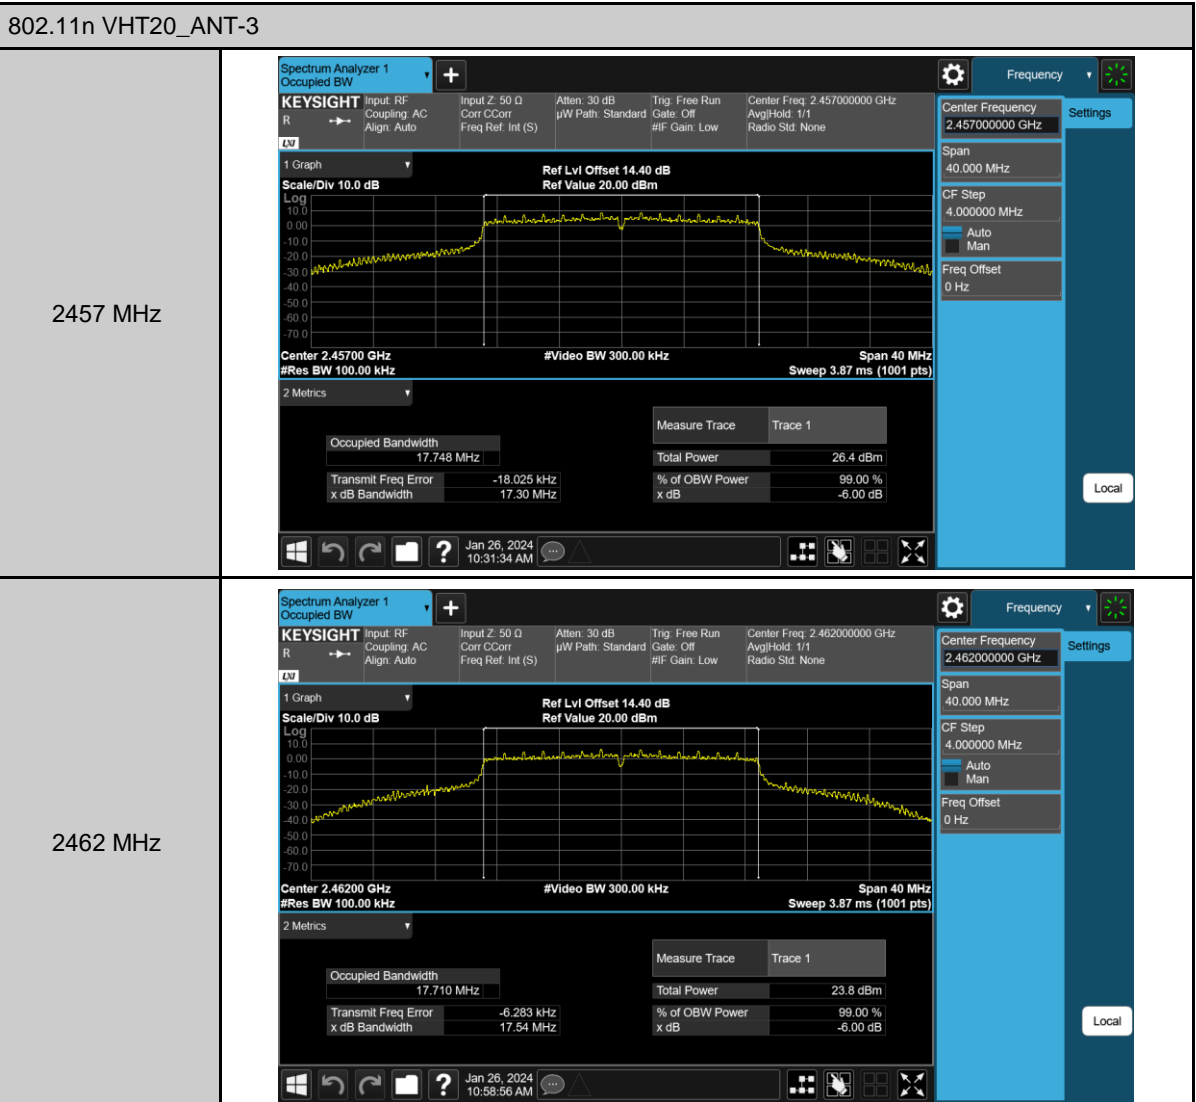 802.11n VHT20_ANT-3
2457 MHz
Spectrum Analyzer 1
Occupied BW
+
Frequency
KEYSIGHT
R
LXI
Input: RF
Coupling: AC
Align: Auto
Input Z: 50 Ω
Corr CCorr
Freq Ref: Int (S)
Atten: 30 dB
µW Path: Standard
Trig: Free Run
Gate: Off
#IF Gain: Low
Center Freq: 2.457000000 GHz
Avg|Hold: 1/1
Radio Std: None
Center Frequency
2.457000000 GHz
Settings
Span
40.000 MHz
CF Step
4.000000 MHz
Auto
Man
Freq Offset
0 Hz
1 Graph
Scale/Div 10.0 dB
Ref Lvl Offset 14.40 dB
Ref Value 20.00 dBm
Log
10.0
0.00
-10.0
-20.0
-30.0
-40.0
-50.0
-60.0
-70.0
Center 2.45700 GHz
#Video BW 300.00 kHz
Span 40 MHz
#Res BW 100.00 kHz
Sweep 3.87 ms (1001 pts)
2 Metrics
Measure Trace Trace 1
Occupied Bandwidth
17.748 MHz
Total Power 26.4 dBm
Transmit Freq Error -18.025 kHz
% of OBW Power 99.00 %
x dB Bandwidth 17.30 MHz
x dB -6.00 dB
Local
?
Jan 26, 2024
10:31:34 AM
2462 MHz
Spectrum Analyzer 1
Occupied BW
+
Frequency
KEYSIGHT
R
LXI
Input: RF
Coupling: AC
Align: Auto
Input Z: 50 Ω
Corr CCorr
Freq Ref: Int (S)
Atten: 30 dB
µW Path: Standard
Trig: Free Run
Gate: Off
#IF Gain: Low
Center Freq: 2.462000000 GHz
Avg|Hold: 1/1
Radio Std: None
Center Frequency
2.462000000 GHz
Settings
Span
40.000 MHz
CF Step
4.000000 MHz
Auto
Man
Freq Offset
0 Hz
1 Graph
Scale/Div 10.0 dB
Ref Lvl Offset 14.40 dB
Ref Value 20.00 dBm
Log
10.0
0.00
-10.0
-20.0
-30.0
-40.0
-50.0
-60.0
-70.0
Center 2.46200 GHz
#Video BW 300.00 kHz
Span 40 MHz
#Res BW 100.00 kHz
Sweep 3.87 ms (1001 pts)
2 Metrics
Measure Trace Trace 1
Occupied Bandwidth
17.710 MHz
Total Power 23.8 dBm
Transmit Freq Error -6.283 kHz
% of OBW Power 99.00 %
x dB Bandwidth 17.54 MHz
x dB -6.00 dB
Local
?
Jan 26, 2024
10:58:56 AM